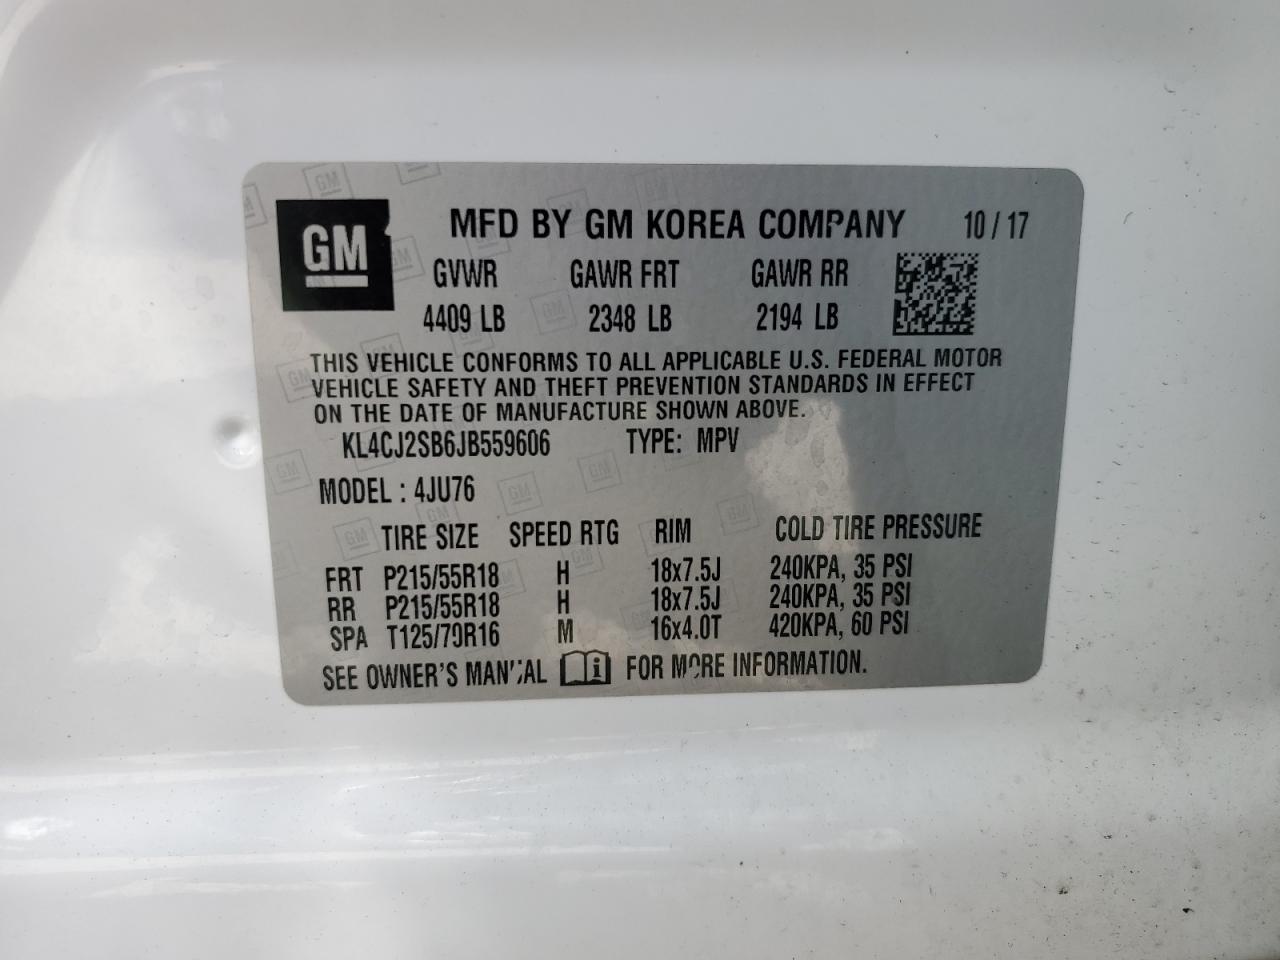 GM
MFD BY GM KOREA COMPANY 10/17
GVWR GAWR FRT GAWR RR
4409 LB 2348 LB 2194 LB
THIS VEHICLE CONFORMS TO ALL APPLICABLE U.S. FEDERAL MOTOR
VEHICLE SAFETY AND THEFT PREVENTION STANDARDS IN EFFECT
ON THE DATE OF MANUFACTURE SHOWN ABOVE.
KL4CJ2SB6JB559606 TYPE: MPV
MODEL : 4JU76
TIRE SIZE SPEED RTG RIM COLD TIRE PRESSURE
FRT P215/55R18 H 18x7.5J 240KPA, 35 PSI
RR P215/55R18 H 18x7.5J 240KPA, 35 PSI
SPA T125/70R16 M 16x4.0T 420KPA, 60 PSI
SEE OWNER'S MANUAL FOR MORE INFORMATION.